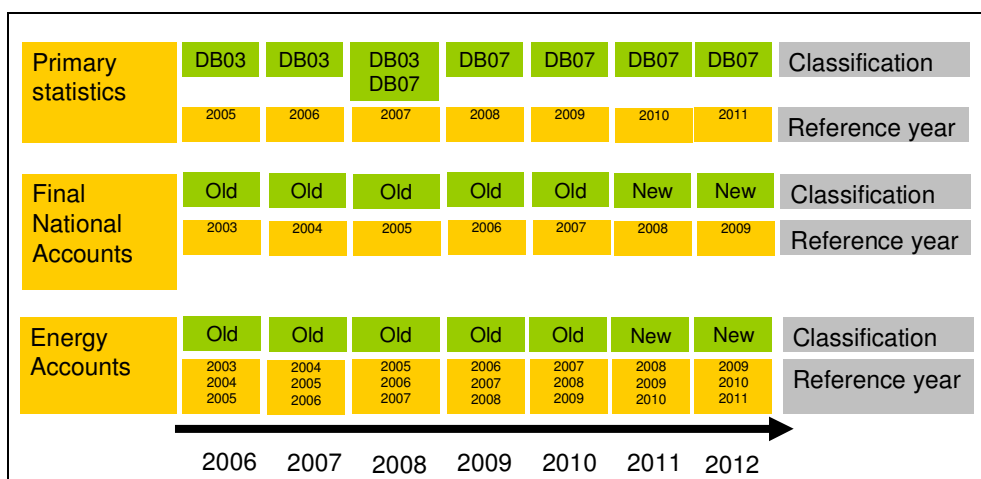 Primary statistics
DB03 DB03 DB03 DB07 DB07 DB07 DB07 Classification
DB07
2005 2006 2007 2008 2009 2010 2011 Reference year
Final National Accounts
Old Old Old Old Old New New Classification
2003 2004 2005 2006 2007 2008 2009 Reference year
Energy Accounts
Old Old Old Old Old New New Classification
2003 2004 2005 2006 2007 2008 2009 Reference year
2004 2005 2006 2007 2008 2009 2010
2005 2006 2007 2008 2009 2010 2011
2006 2007 2008 2009 2010 2011 2012